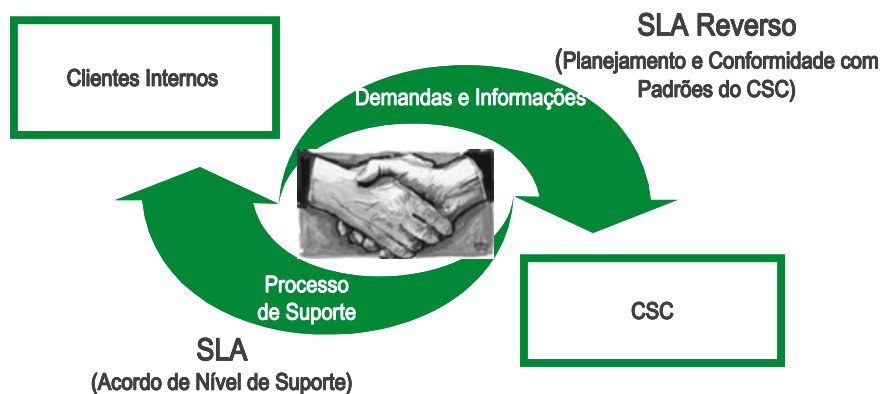 SLA Reverso
(Planejamento e Conformidade com
Padrões do CSC)
Clientes Internos
Demandas e Informações
Processo
de Suporte
CSC
SLA
(Acordo de Nível de Suporte)